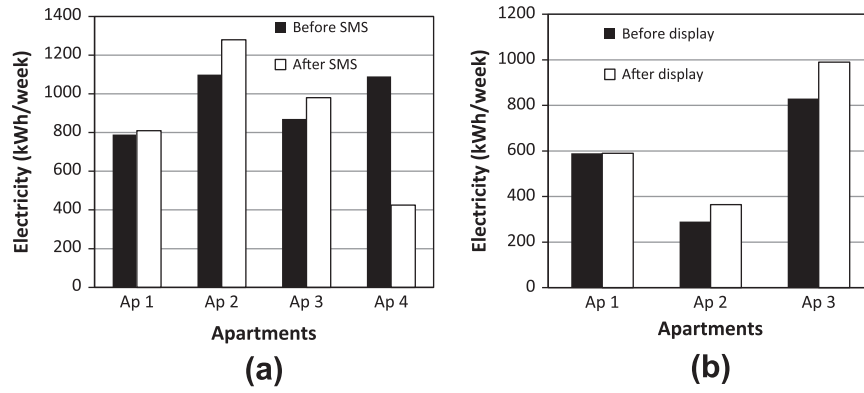 1400
1200
1000
800
600
400
200
0
Electricity (kWh/week)
Before SMS
After SMS
Ap 1 Ap 2 Ap 3 Ap 4
Apartments
(a)
1200
1000
800
600
400
200
0
Electricity (kWh/week)
Before display
After display
Ap 1 Ap 2 Ap 3
Apartments
(b)